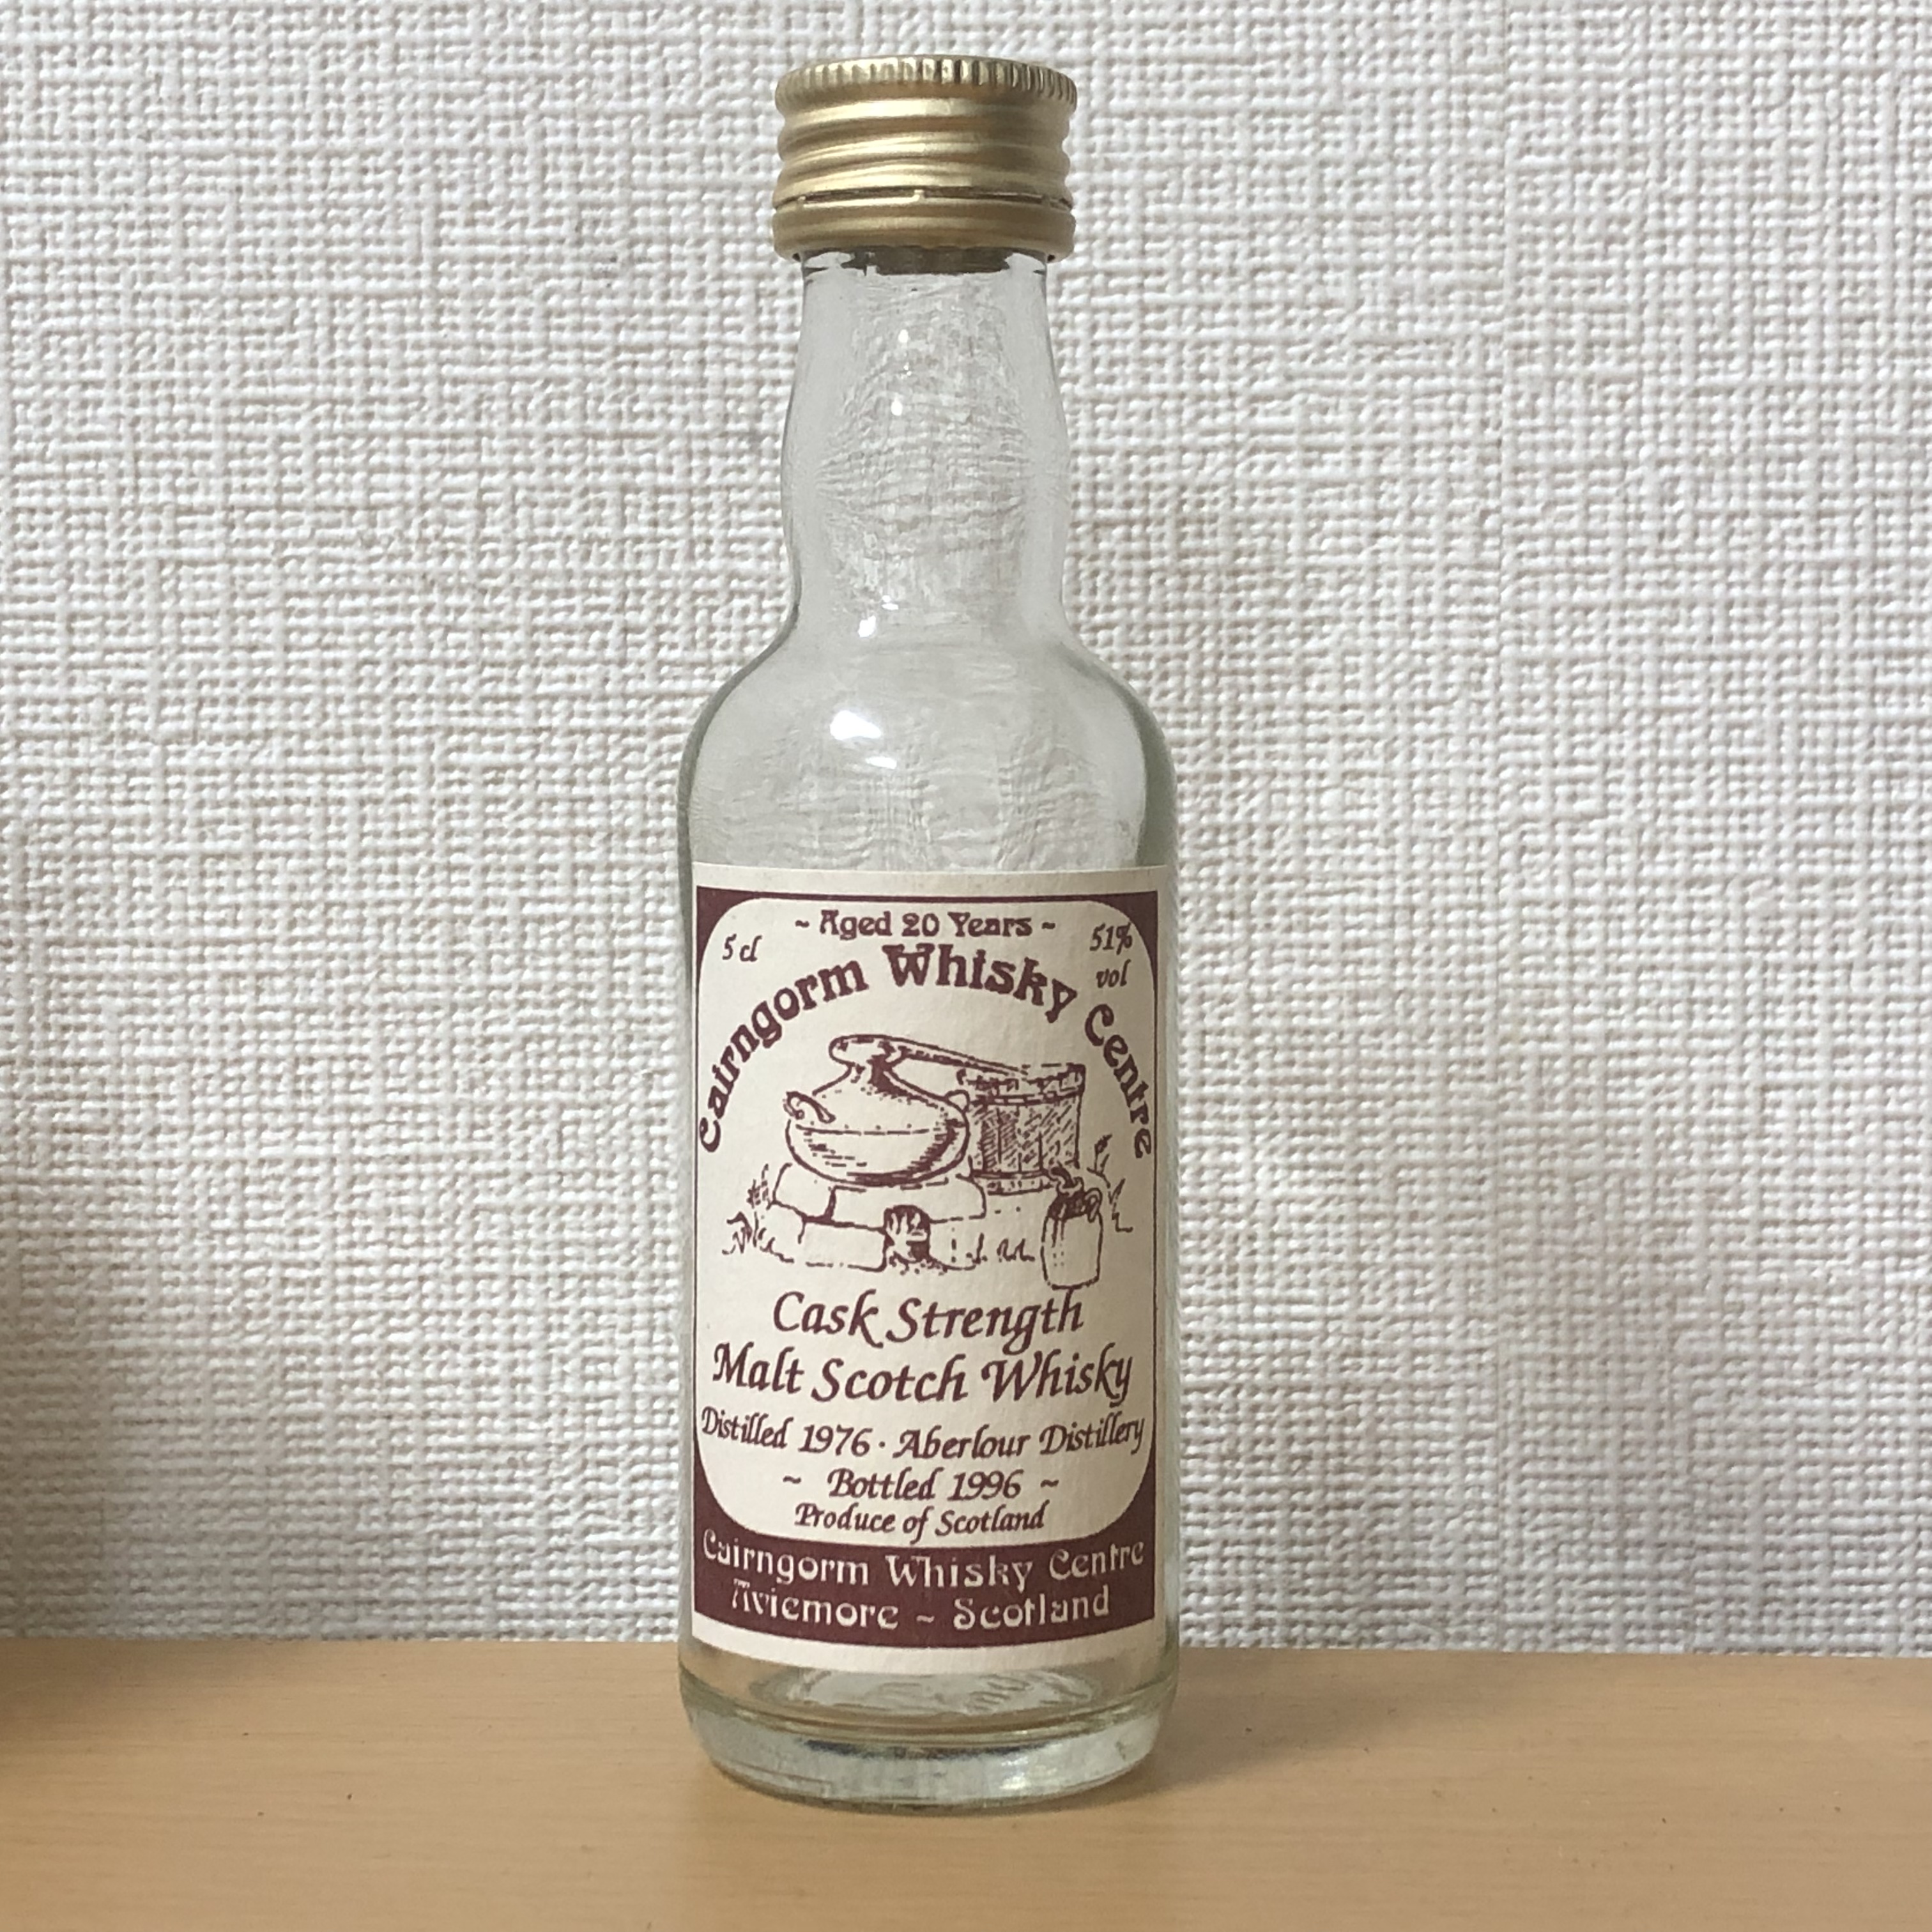 ~ Aged 20 Years ~
5 cl
51% vol
Cairngorm Whisky Centre
Cask Strength
Malt Scotch Whisky
Distilled 1976 · Aberlour Distillery
~ Bottled 1996 ~
Produce of Scotland
Cairngorm Whisky Centre
Aviemore ~ Scotland